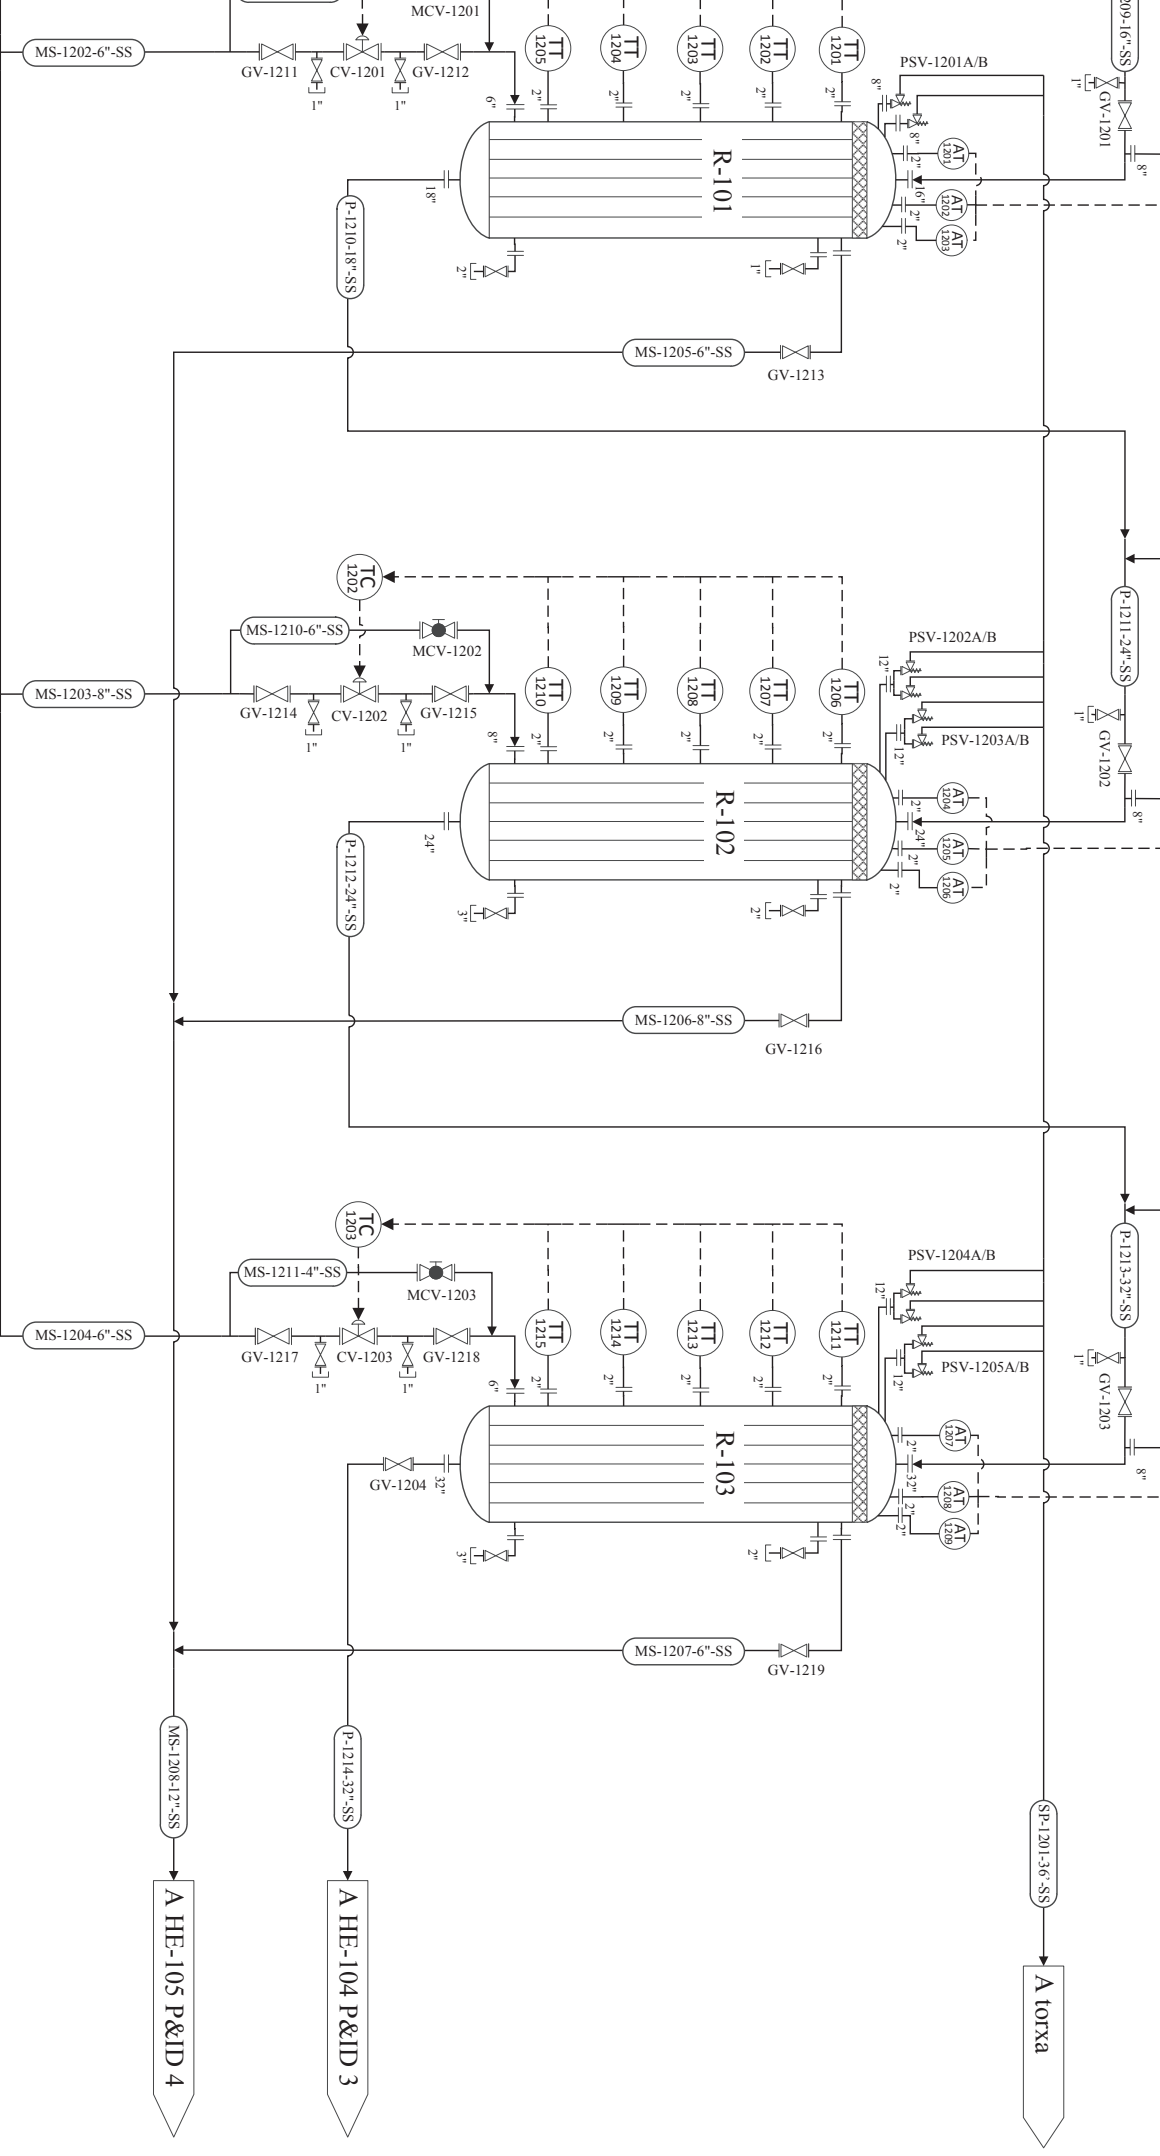 MCV-1201
MS-1202-6"-SS
GV-1211
CV-1201
GV-1212
1"
1"
6"
TT
1205
TT
1204
TT
1203
TT
1202
TT
1201
2"
2"
2"
2"
2"
PSV-1201A/B
8"
8"
209-16"-SS
1"
GV-1201
8"
AT
1201
AT
1202
AT
1203
2"
16"
2"
2"
R-101
18"
P-1210-18"-SS
2"
1"
MS-1205-6"-SS
GV-1213
TC
1202
MS-1210-6"-SS
MCV-1202
MS-1203-8"-SS
GV-1214
CV-1202
GV-1215
1"
1"
8"
TT
1210
TT
1209
TT
1208
TT
1207
TT
1206
2"
2"
2"
2"
2"
PSV-1202A/B
12"
PSV-1203A/B
12"
P-1211-24"-SS
1"
GV-1202
8"
AT
1204
AT
1205
AT
1206
2"
24"
2"
2"
R-102
24"
P-1212-24"-SS
3"
2"
MS-1206-8"-SS
GV-1216
TC
1203
MS-1211-4"-SS
MCV-1203
MS-1204-6"-SS
GV-1217
CV-1203
GV-1218
1"
1"
6"
TT
1215
TT
1214
TT
1213
TT
1212
TT
1211
2"
2"
2"
2"
2"
PSV-1204A/B
12"
PSV-1205A/B
12"
P-1213-32"-SS
1"
GV-1203
8"
AT
1207
AT
1208
AT
1209
2"
32"
2"
2"
R-103
GV-1204
32"
3"
2"
MS-1207-6"-SS
GV-1219
MS-1208-12"-SS
P-1214-32"-SS
SP-1201-36'-SS
A HE-105 P&ID 4
A HE-104 P&ID 3
A torxa